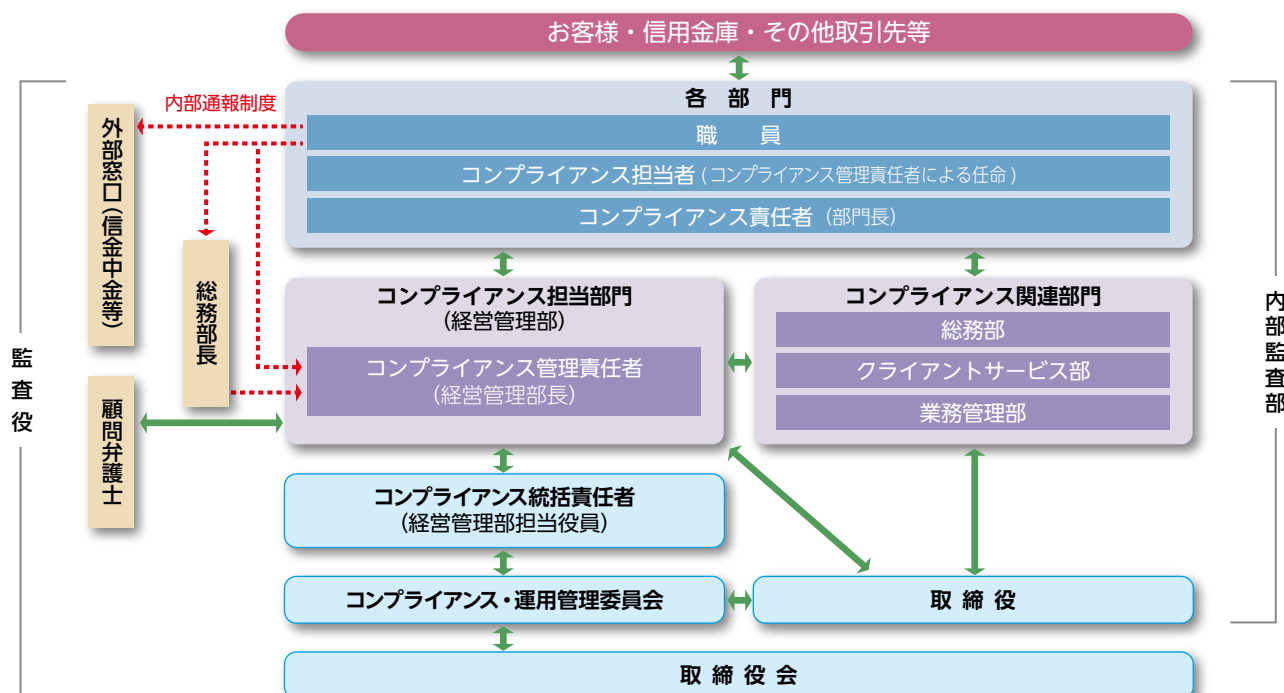 お客様・信用金庫・その他取引先等
各部門
内部通報制度
職員
コンプライアンス担当者(コンプライアンス管理責任者による任命)
コンプライアンス責任者(部門長)
外部窓口(信金中金等)
総務部長
顧問弁護士
監査役
コンプライアンス担当部門
(経営管理部)
コンプライアンス管理責任者
(経営管理部長)
コンプライアンス関連部門
総務部
クライアントサービス部
業務管理部
内部監査部
コンプライアンス統括責任者
(経営管理部担当役員)
コンプライアンス・運用管理委員会
取締役
取締役会